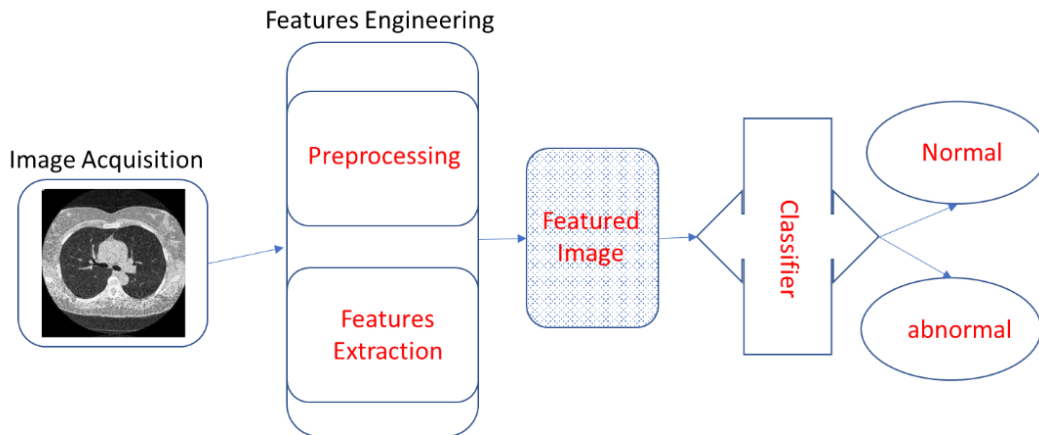 Features Engineering
Image Acquisition
Preprocessing
Features
Extraction
Featured
Image
Classifier
Normal
abnormal